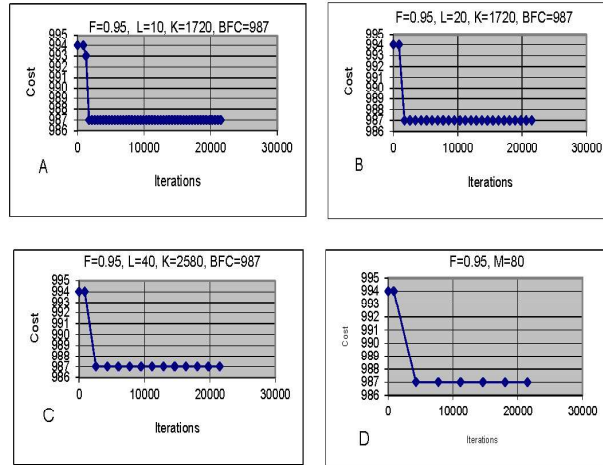 F=0.95, L=10, K=1720, BFC=987
995
994
993
992
991
990
989
988
987
986
Cost
0 10000 20000 30000
A
Iterations
F=0.95, L=20, K=1720, BFC=987
995
994
993
992
991
990
989
988
987
986
Cost
0 10000 20000 30000
B
Iterations
F=0.95, L=40, K=2580, BFC=987
995
994
993
992
991
990
989
988
987
986
Cost
0 10000 20000 30000
C
Iterations
F=0.95, M=80
995
994
993
992
991
990
989
988
987
986
Cost
0 10000 20000 30000
D
Iterations